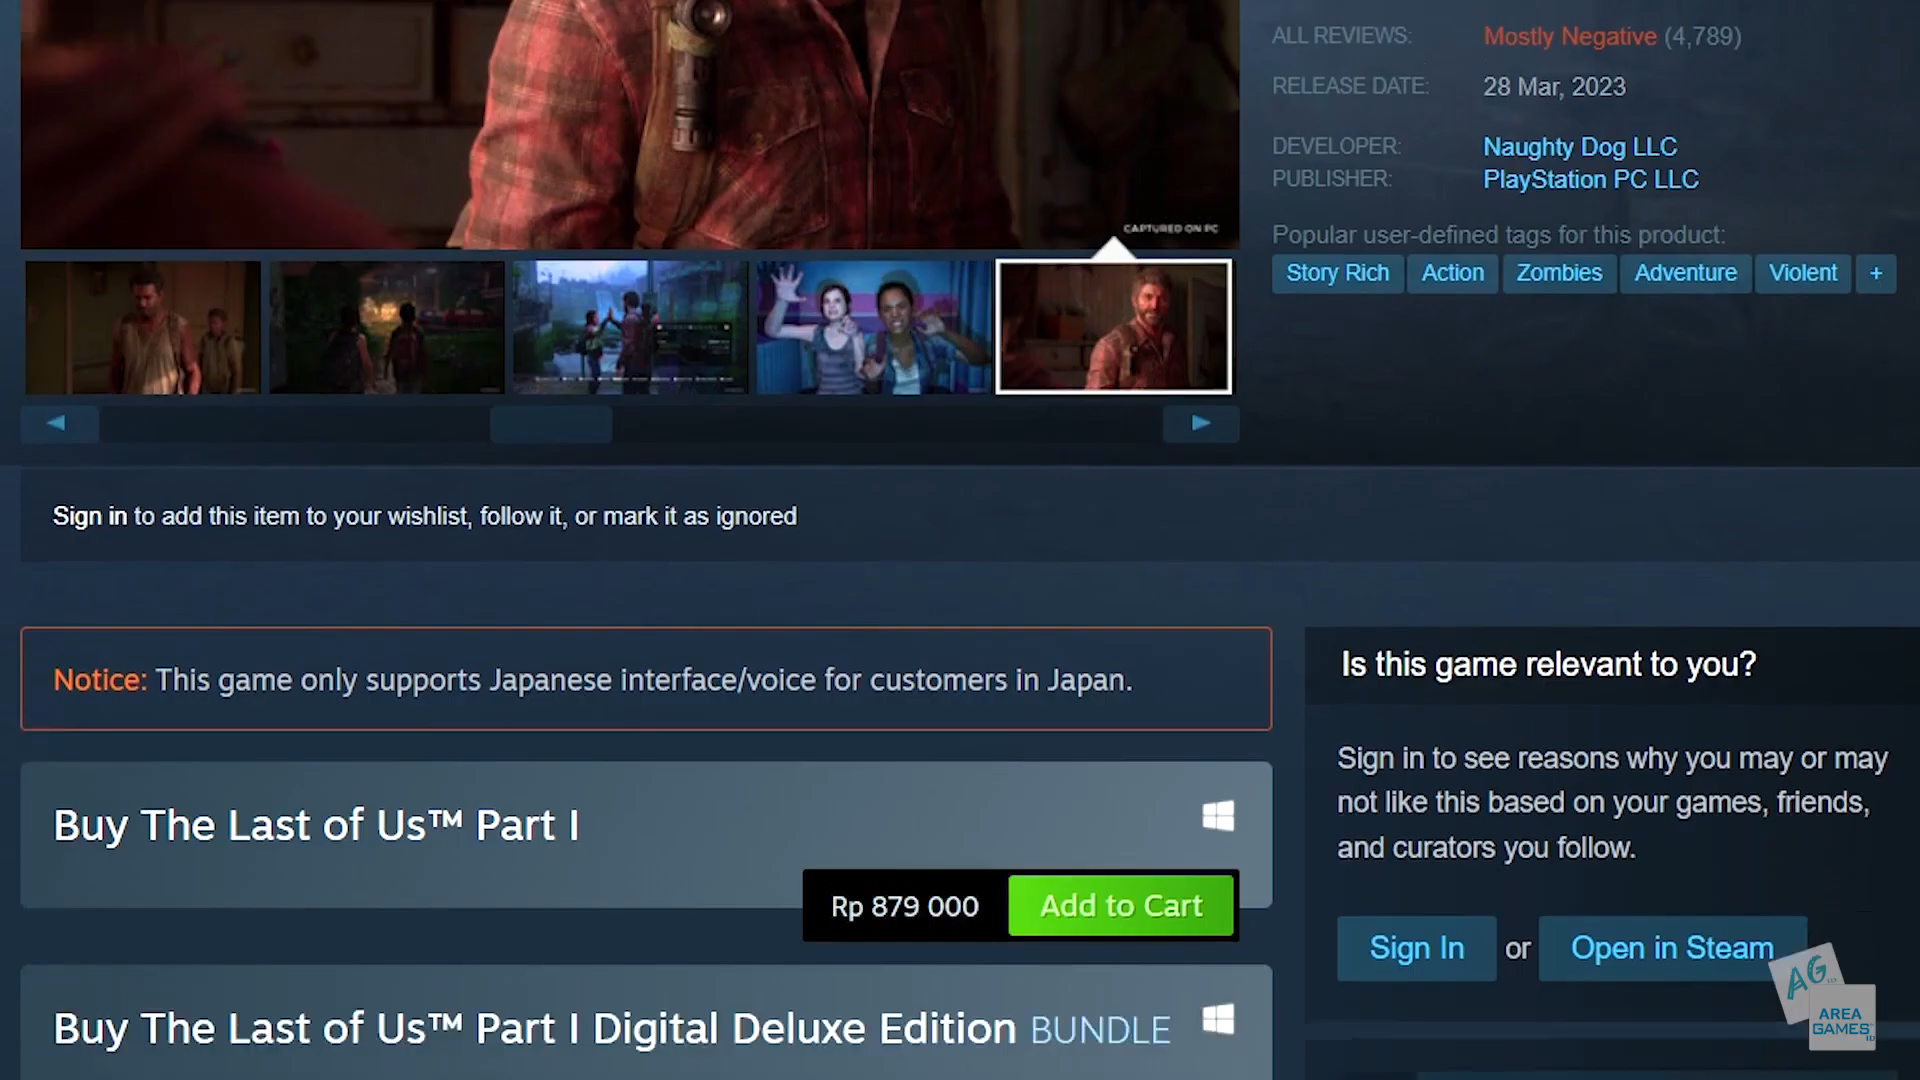 ALL REVIEWS: Mostly Negative (4,789)
RELEASE DATE: 28 Mar, 2023
DEVELOPER: Naughty Dog LLC
PUBLISHER: PlayStation PC LLC
CAPTURED ON PC
Popular user-defined tags for this product:
Story Rich Action Zombies Adventure Violent +
Sign in to add this item to your wishlist, follow it, or mark it as ignored
Notice: This game only supports Japanese interface/voice for customers in Japan.
Is this game relevant to you?
Sign in to see reasons why you may or may
not like this based on your games, friends,
and curators you follow.
Sign In or Open in Steam
Buy The Last of Us™ Part I
Rp 879 000 Add to Cart
Buy The Last of Us™ Part I Digital Deluxe Edition BUNDLE
AG ID
AREA
GAMES
ID